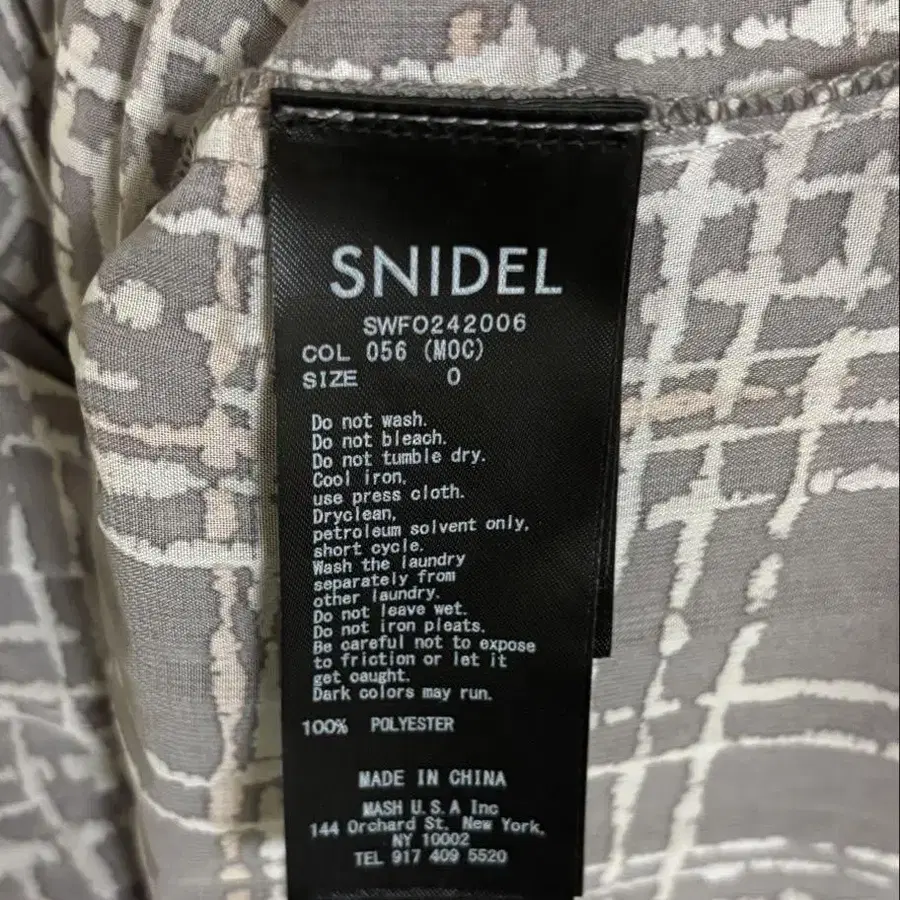 SNIDEL
SWFO242006
COL 056 (MOC)
SIZE 0
Do not wash.
Do not bleach.
Do not tumble dry.
Cool iron,
use press cloth.
Dryclean,
petroleum solvent only,
short cycle.
Wash the laundry
separately from
other laundry.
Do not leave wet.
Do not iron pleats.
Be careful not to expose
to friction or let it
get caught.
Dark colors may run.
100% POLYESTER
MADE IN CHINA
MASH U.S.A Inc
144 Orchard St. New York,
NY 10002
TEL 917 409 5520